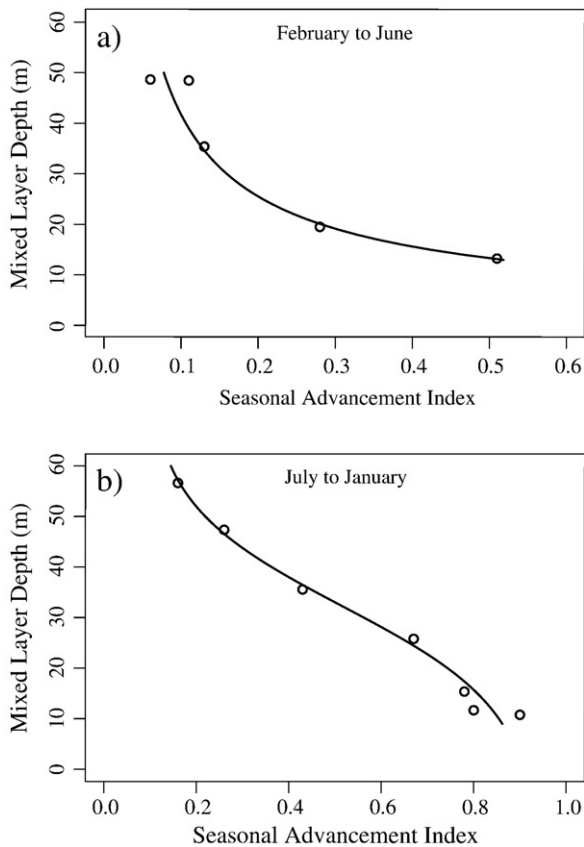 a)
February to June
60
50
40
30
20
10
0
Mixed Layer Depth (m)
0.0 0.1 0.2 0.3 0.4 0.5 0.6
Seasonal Advancement Index
b)
July to January
60
50
40
30
20
10
0
Mixed Layer Depth (m)
0.0 0.2 0.4 0.6 0.8 1.0
Seasonal Advancement Index